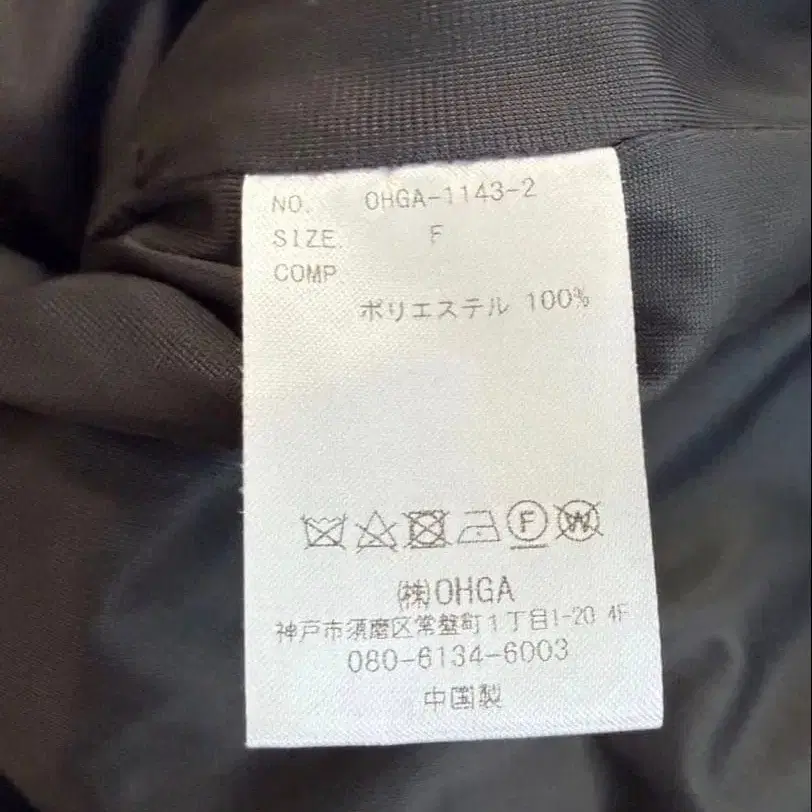 NO. OHGA-1143-2
SIZE F
COMP
ポリエステル 100%
F W
㈱OHGA
神戸市須磨区常盤町1丁目1-20 4F
080-6134-6003
中国製